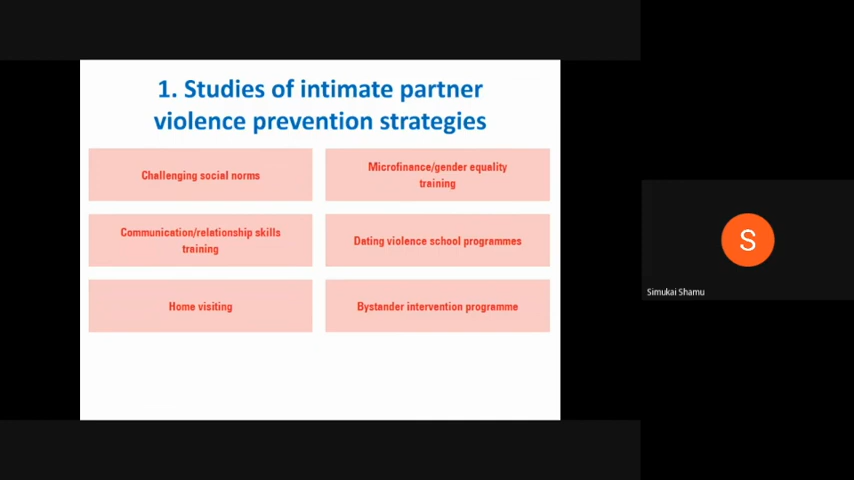 1. Studies of intimate partner
violence prevention strategies
Challenging social norms
Microfinance/gender equality
training
Communication/relationship skills
training
Dating violence school programmes
Home visiting
Bystander intervention programme
S
Simukai Shamu